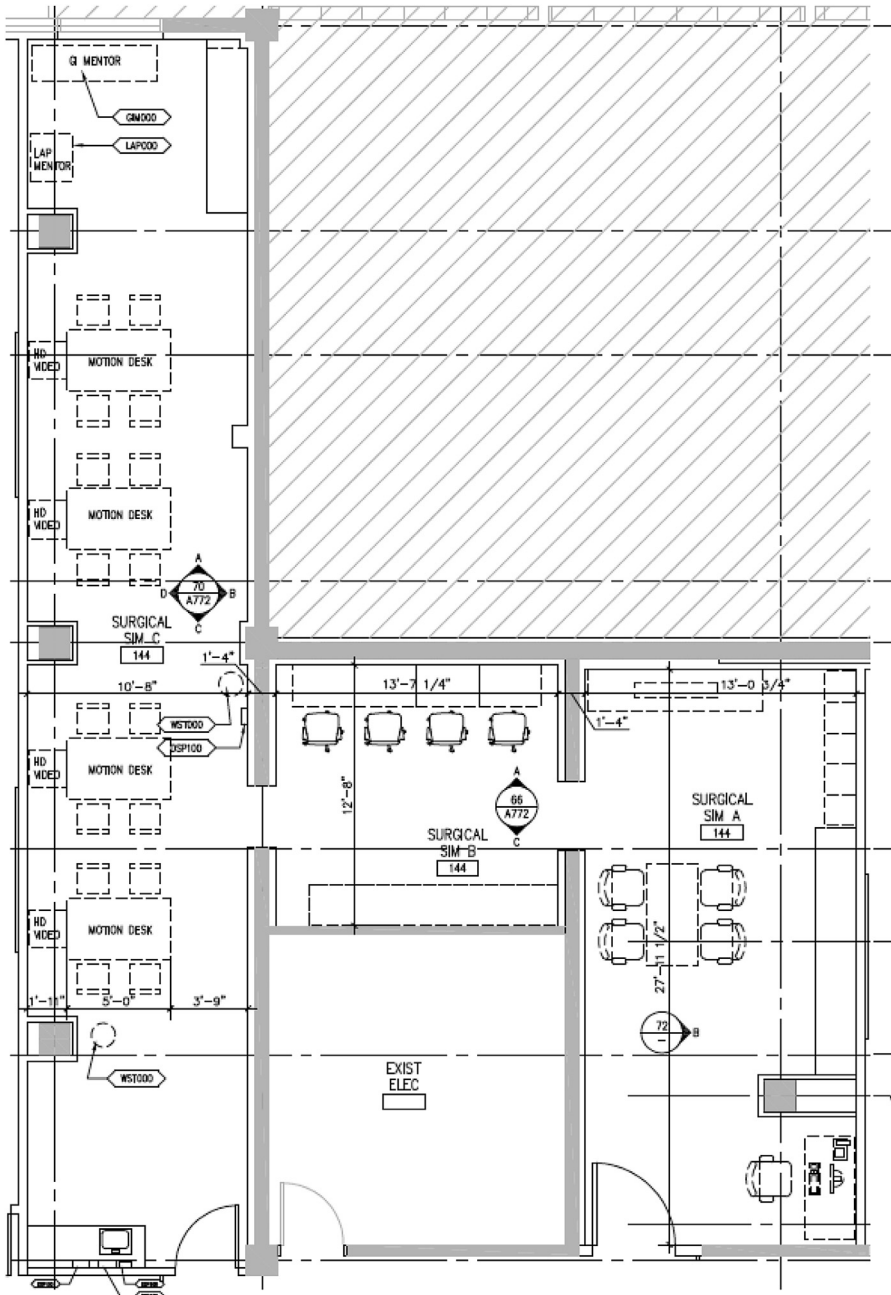 GI MENTOR
GIM000
LAP000
LAP
MENTOR
HD
VIDEO
MOTION DESK
HD
VIDEO
MOTION DESK
A
70
D
B
A772
C
SURGICAL
SIM C
144
1'-4"
10'-8"
13'-7 1/4"
13'-0 3/4"
1'-4"
WST000
DSP100
HD
VIDEO
MOTION DESK
12'-8"
A
66
A772
C
SURGICAL
SIM B
144
SURGICAL
SIM A
144
HD
VIDEO
MOTION DESK
27'-11 1/2"
1'-11"
5'-0"
3'-9"
72
-
B
WST000
EXIST
ELEC